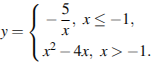 y = { -5/x, x ≤ -1,
x² - 4x, x > -1.